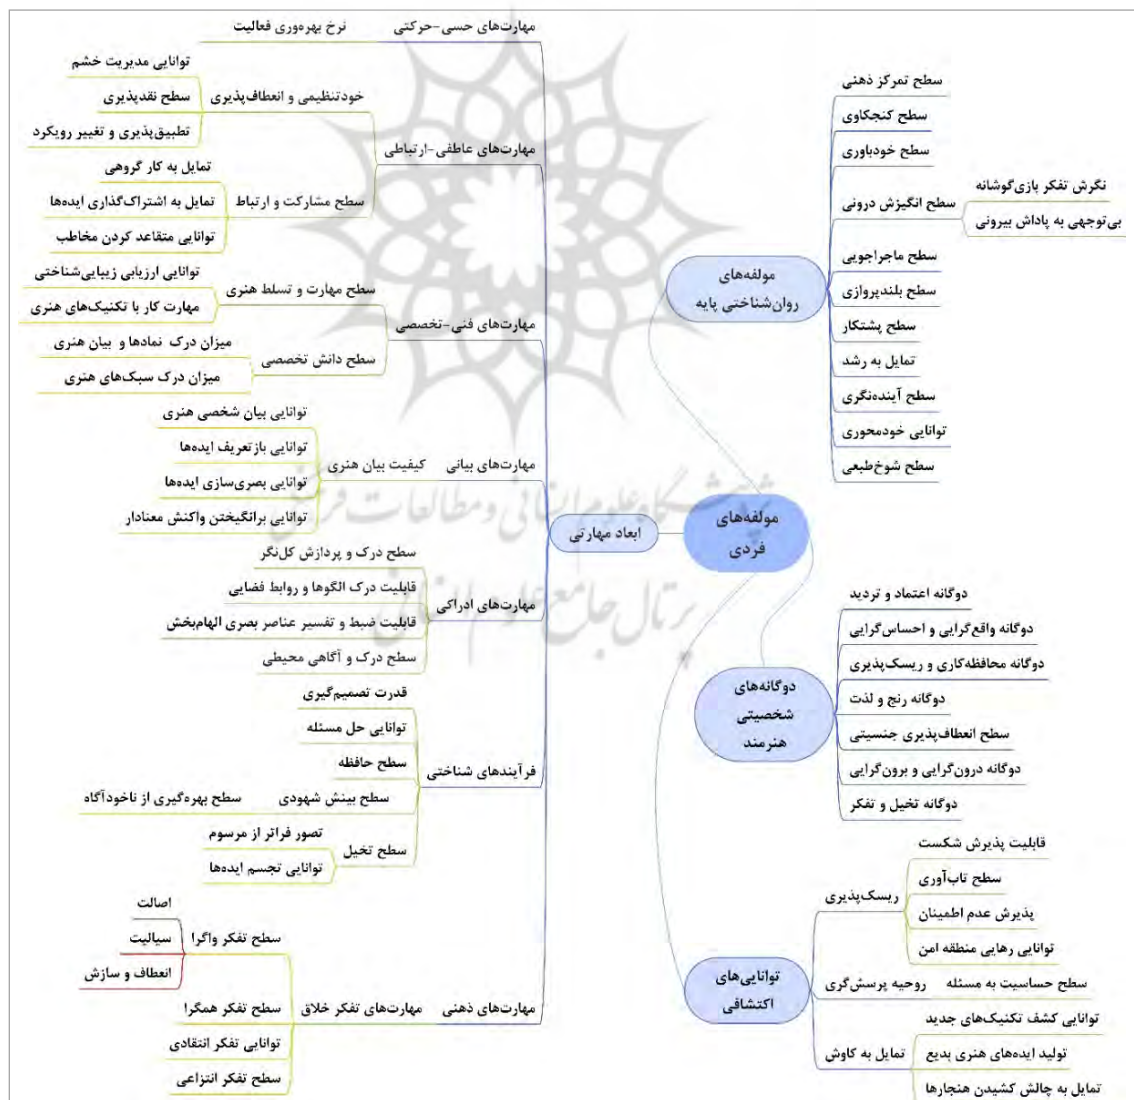 مولفه‌های
فردی
مولفه‌های
روان‌شناختی پایه
سطح تمرکز ذهنی
سطح کنجکاوی
سطح خودباوری
سطح انگیزش درونی
نگرش تفکر بازی‌گوشانه
بی‌توجهی به پاداش بیرونی
سطح ماجراجویی
سطح بلندپروازی
سطح پشتکار
تمایل به رشد
سطح آینده‌نگری
توانایی خودمحوری
سطح شوخ‌طبعی
دوگانه‌های
شخصیتی
هنرمند
دوگانه اعتماد و تردید
دوگانه واقع‌گرایی و احساس‌گرایی
دوگانه محافظه‌کاری و ریسک‌پذیری
دوگانه رنج و لذت
سطح انعطاف‌پذیری جنسیتی
دوگانه درون‌گرایی و برون‌گرایی
دوگانه تخیل و تفکر
توانایی‌های
اکتشافی
ریسک‌پذیری
قابلیت پذیرش شکست
سطح تاب‌آوری
پذیرش عدم اطمینان
توانایی رهایی منطقه امن
روحیه پرسش‌گری
سطح حساسیت به مسئله
تمایل به کاوش
توانایی کشف تکنیک‌های جدید
تولید ایده‌های هنری بدیع
تمایل به چالش کشیدن هنجارها
ابعاد مهارتی
مهارت‌های حسی-حرکتی
نرخ بهره‌وری فعالیت
مهارت‌های عاطفی-ارتباطی
خودتنظیمی و انعطاف‌پذیری
توانایی مدیریت خشم
سطح نقدپذیری
تطبیق‌پذیری و تغییر رویکرد
سطح مشارکت و ارتباط
تمایل به کار گروهی
تمایل به اشتراک‌گذاری ایده‌ها
توانایی متقاعد کردن مخاطب
مهارت‌های فنی-تخصصی
سطح مهارت و تسلط هنری
توانایی ارزیابی زیبایی‌شناختی
مهارت کار با تکنیک‌های هنری
سطح دانش تخصصی
میزان درک نمادها و بیان هنری
میزان درک سبک‌های هنری
مهارت‌های بیانی
کیفیت بیان هنری
توانایی بیان شخصی هنری
توانایی بازتعریف ایده‌ها
توانایی بصری‌سازی ایده‌ها
توانایی برانگیختن واکنش معنادار
مهارت‌های ادراکی
سطح درک و پردازش کل‌نگر
قابلیت درک الگوها و روابط فضایی
قابلیت ضبط و تفسیر عناصر بصری الهام‌بخش
سطح درک و آگاهی محیطی
فرآیندهای شناختی
قدرت تصمیم‌گیری
توانایی حل مسئله
سطح حافظه
سطح بینش شهودی
سطح بهره‌گیری از ناخودآگاه
سطح تخیل
تصور فراتر از مرسوم
توانایی تجسم ایده‌ها
مهارت‌های ذهنی
مهارت‌های تفکر خلاق
سطح تفکر واگرا
اصالت
سیالیت
انعطاف و سازش
سطح تفکر همگرا
توانایی تفکر انتقادی
سطح تفکر انتزاعی
پژوهشگاه علوم انسانی و مطالعات فرهنگی
پرتال جامع علوم انسانی